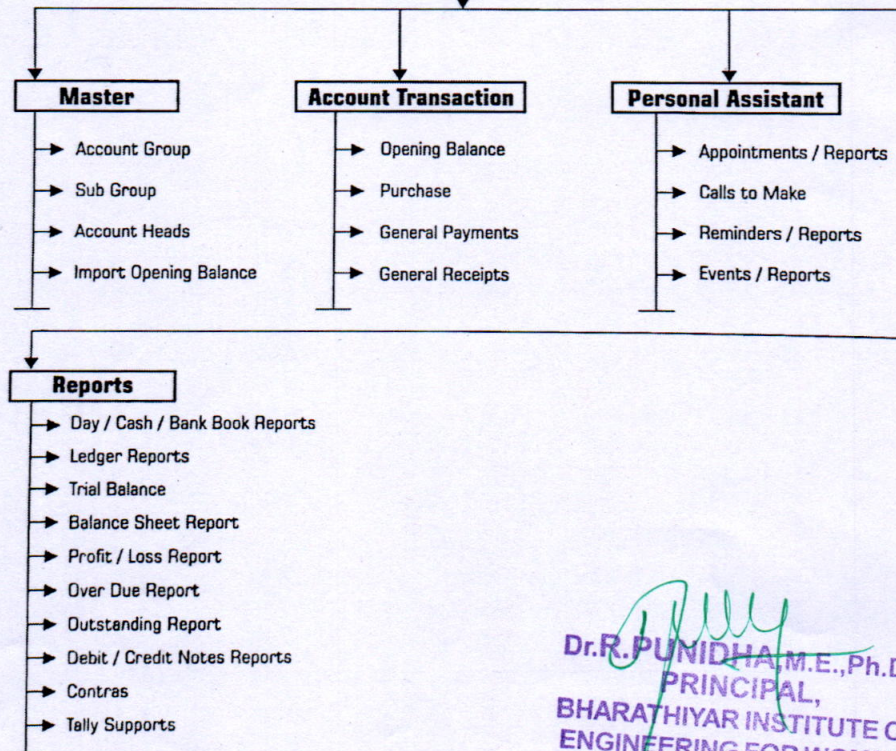 Master
Account Group
Sub Group
Account Heads
Import Opening Balance
Account Transaction
Opening Balance
Purchase
General Payments
General Receipts
Personal Assistant
Appointments / Reports
Calls to Make
Reminders / Reports
Events / Reports
Reports
Day / Cash / Bank Book Reports
Ledger Reports
Trial Balance
Balance Sheet Report
Profit / Loss Report
Over Due Report
Outstanding Report
Debit / Credit Notes Reports
Contras
Tally Supports
Dr.R.PUNIDHA,M.E.,Ph.D
PRINCIPAL,
BHARATHIYAR INSTITUTE O
ENGINEERING FOR